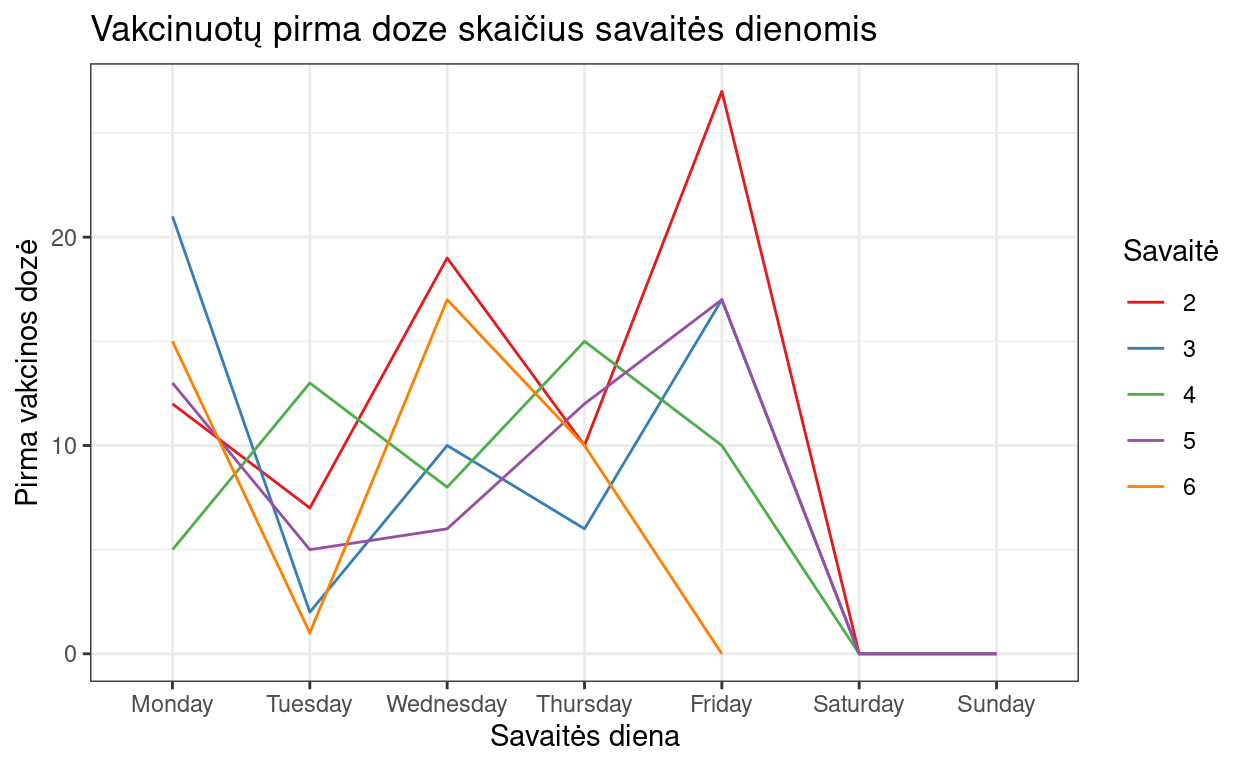 Vakcinuotų pirma doze skaičius savaitės dienomis
Pirma vakcinos dozė
20
10
0
Monday Tuesday Wednesday Thursday Friday Saturday Sunday
Savaitės diena
Savaitė
2
3
4
5
6